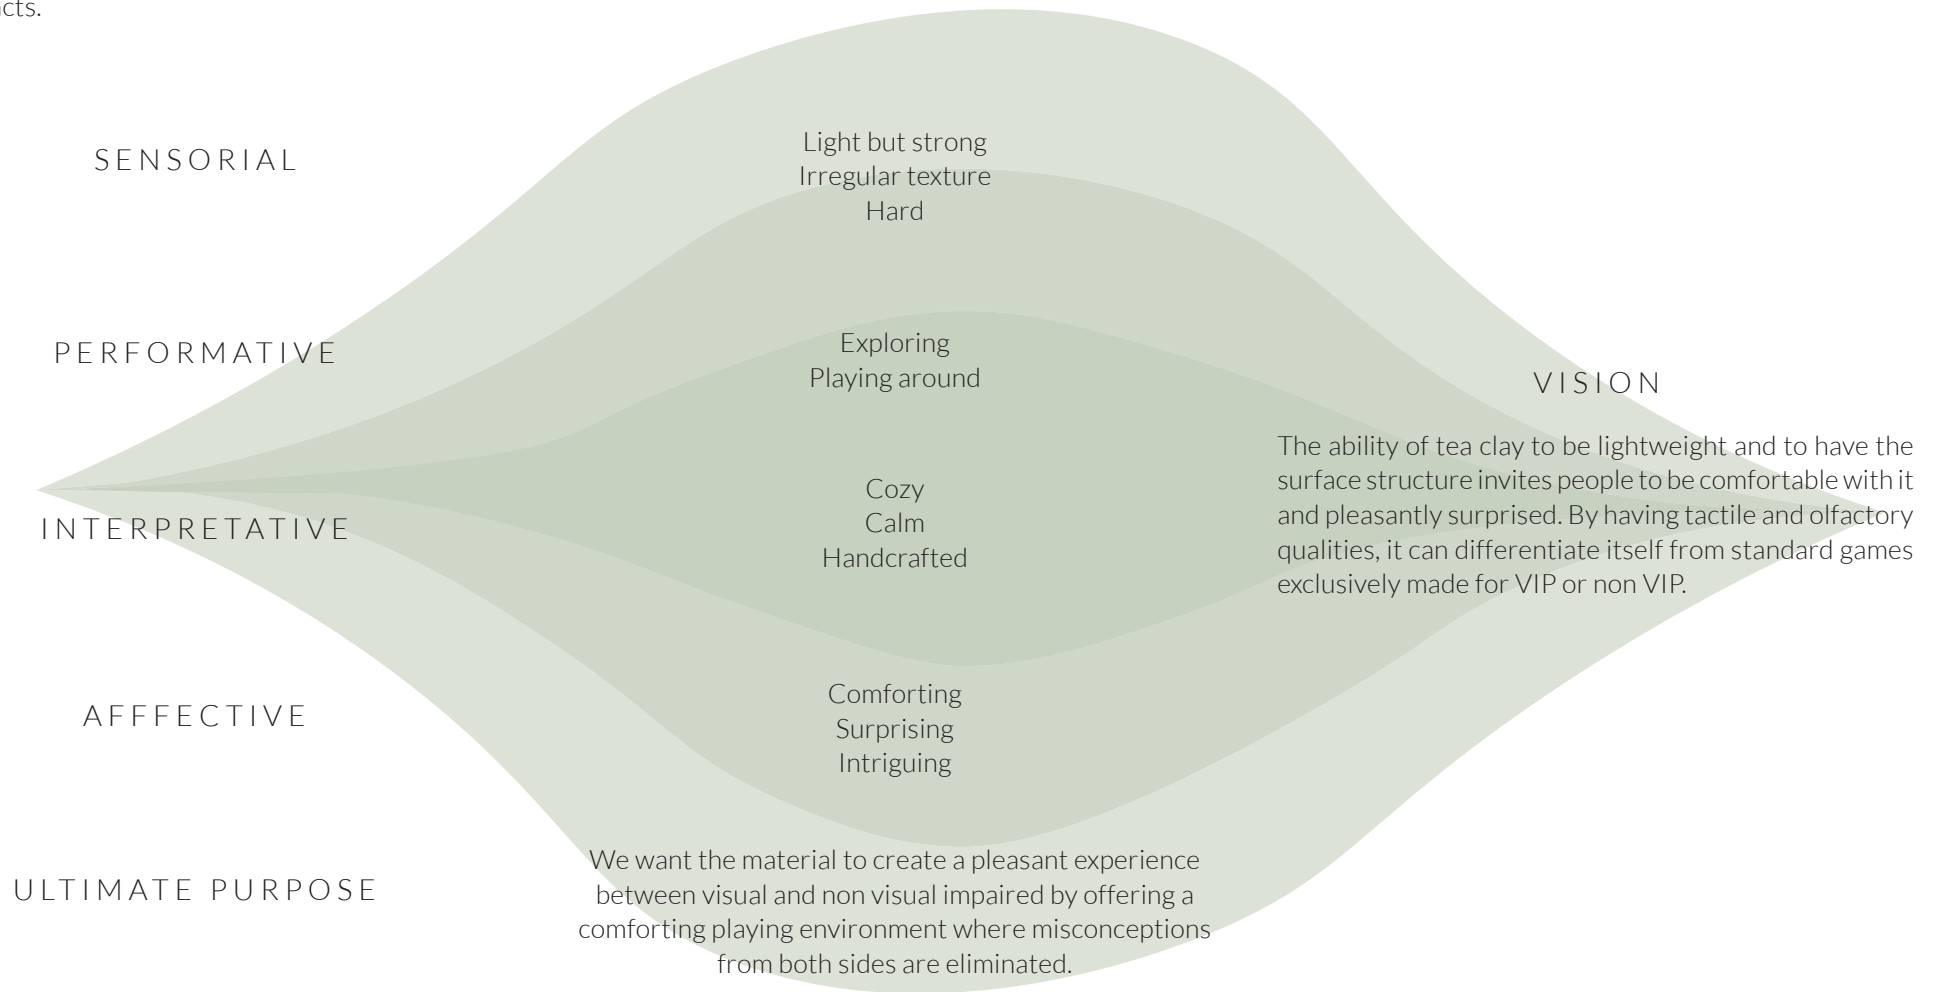 SENSORIAL
Light but strong
Irregular texture
Hard
PERFORMATIVE
Exploring
Playing around
INTERPRETATIVE
Cozy
Calm
Handcrafted
AFFFECTIVE
Comforting
Surprising
Intriguing
ULTIMATE PURPOSE
We want the material to create a pleasant experience
between visual and non visual impaired by offering a
comforting playing environment where misconceptions
from both sides are eliminated.
VISION
The ability of tea clay to be lightweight and to have the
surface structure invites people to be comfortable with it
and pleasantly surprised. By having tactile and olfactory
qualities, it can differentiate itself from standard games
exclusively made for VIP or non VIP.